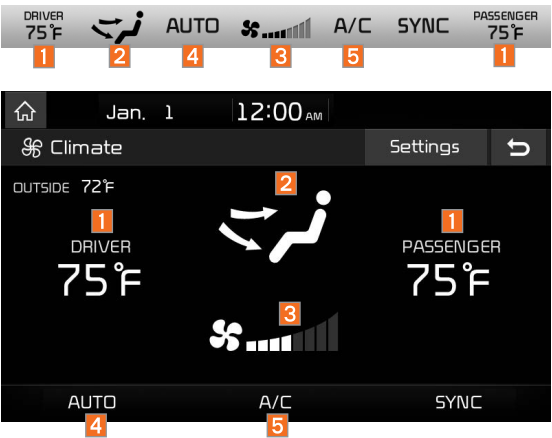 DRIVER
75°F
AUTO
A/C
SYNC
PASSENGER
75°F
1
2
4
3
5
1
Jan. 1
12:00 AM
Climate
Settings
OUTSIDE 72°F
2
1
1
DRIVER
PASSENGER
75°F
75°F
3
AUTO
A/C
SYNC
4
5